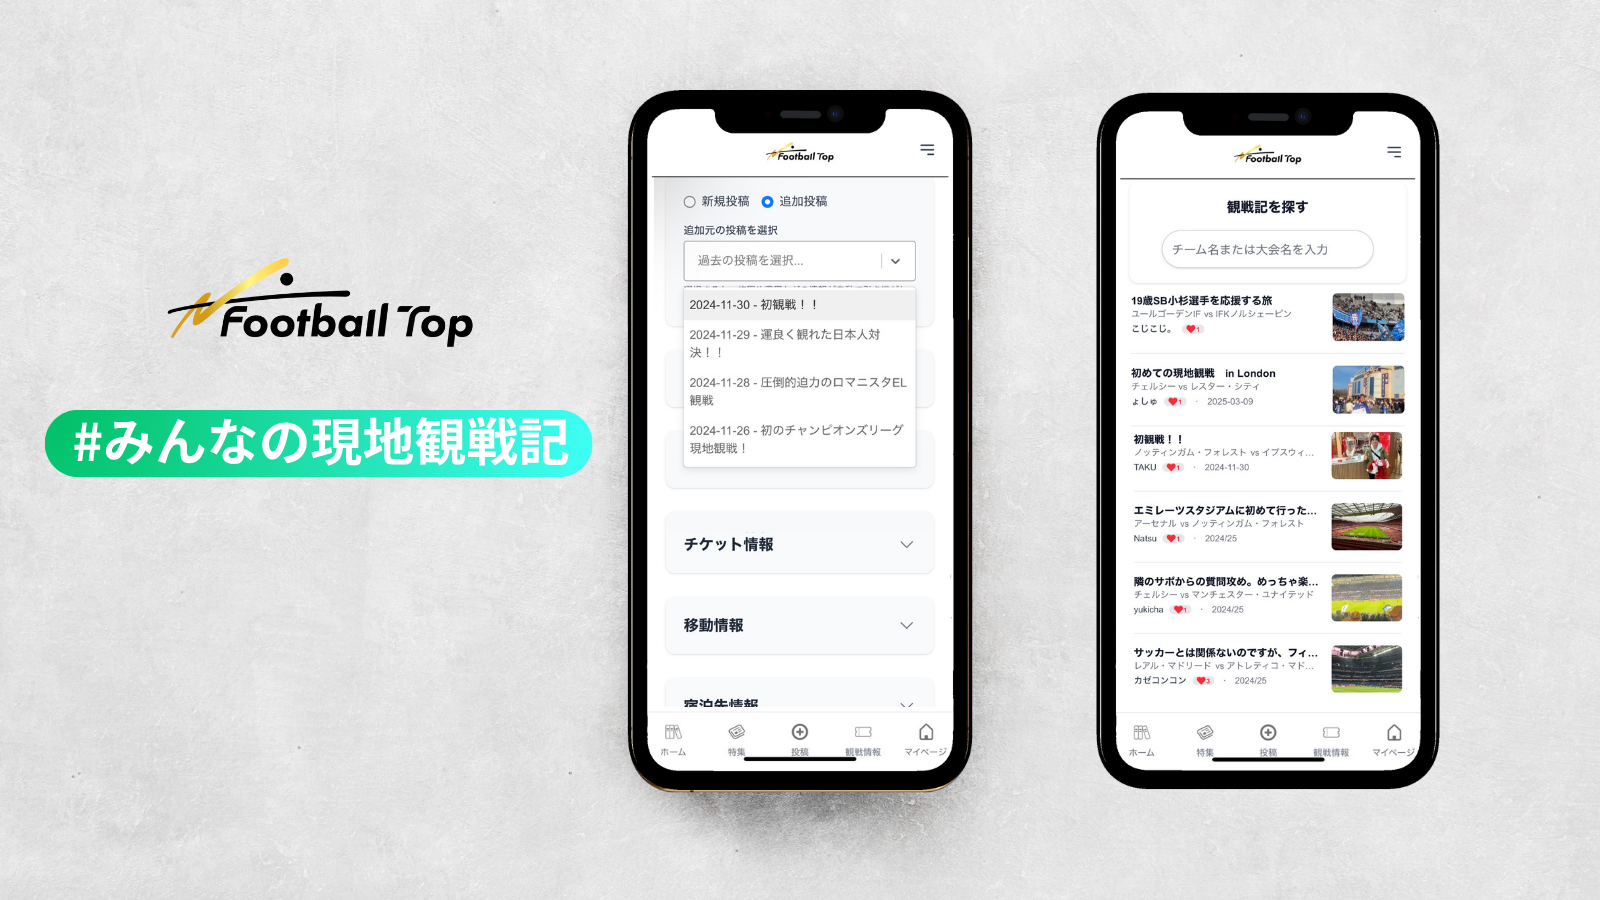 Football Top
#みんなの現地観戦記
Football Top
新規投稿 追加投稿
追加元の投稿を選択
過去の投稿を選択...
2024-11-30 - 初観戦！！
2024-11-29 - 運良く観れた日本人対
決！！
2024-11-28 - 圧倒的迫力のロマニスタEL
観戦
2024-11-26 - 初のチャンピオンズリーグ
現地観戦！
チケット情報
移動情報
宿泊先情報
ホーム 特集 投稿 観戦情報 マイページ
Football Top
観戦記を探す
チーム名または大会名を入力
19歳SB小杉選手を応援する旅
ユールゴーデンIF vs IFKノルシェーピン
こじこじ。 1
初めての現地観戦　in London
チェルシー vs レスター・シティ
ょしゅ 1 · 2025-03-09
初観戦！！
ノッティンガム・フォレスト vs イプスウィ...
TAKU 1 · 2024-11-30
エミレーツスタジアムに初めて行った...
アーセナル vs ノッティンガム・フォレスト
Natsu 1 · 2024/25
隣のサポからの質問攻め。めっちゃ楽...
チェルシー vs マンチェスター・ユナイテッド
yukicha 1 · 2024/25
サッカーとは関係ないのですが、フィ...
レアル・マドリード vs アトレティコ・マド...
カゼコンコン 3 · 2024/25
ホーム 特集 投稿 観戦情報 マイページ